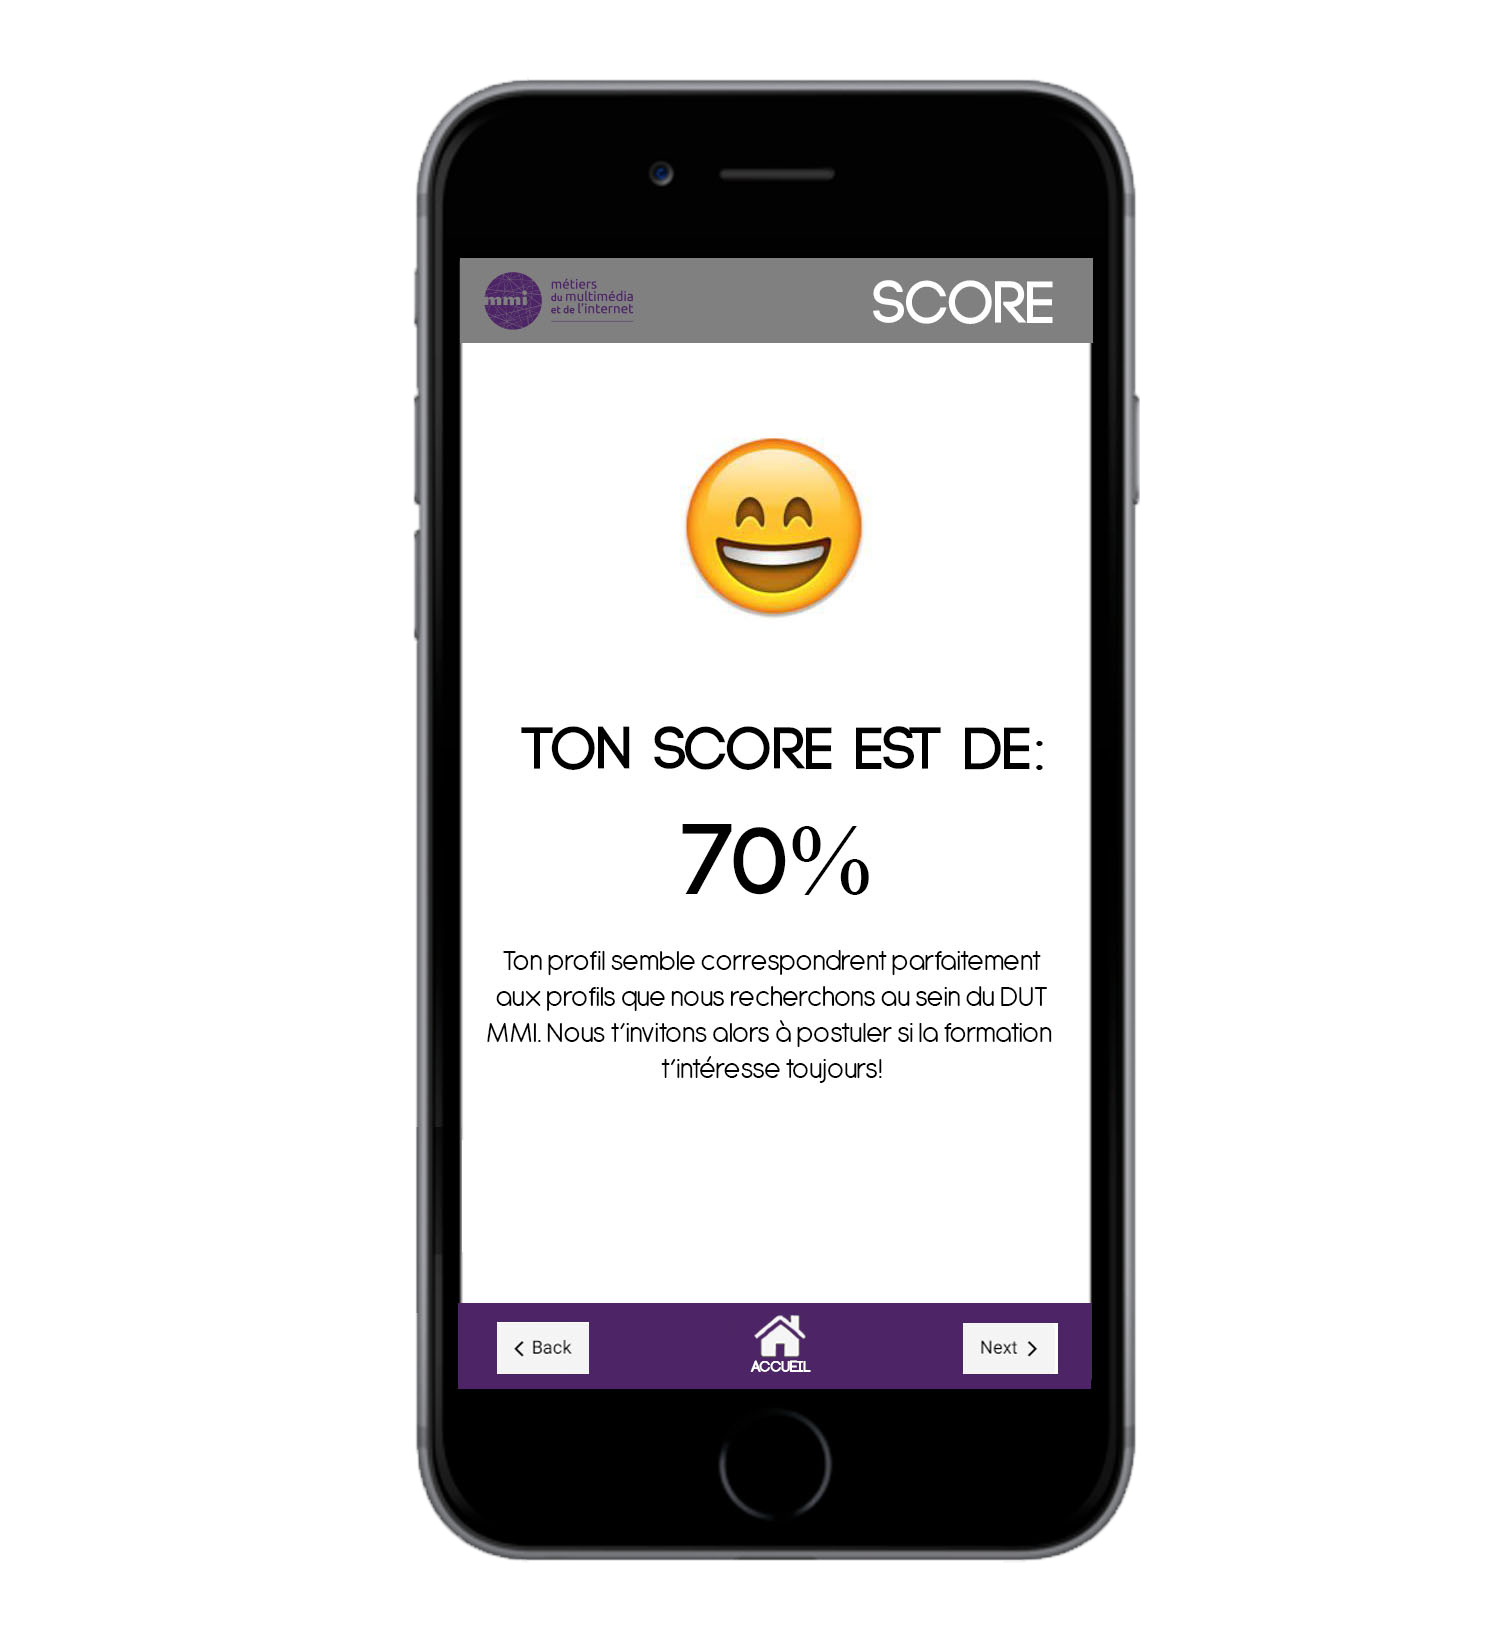 mmi
métiers
du multimédia
et de l'internet
SCORE
TON SCORE EST DE:
70%
Ton profil semble correspondrent parfaitement
aux profils que nous recherchons au sein du DUT
MMI. Nous t'invitons alors à postuler si la formation
t'intéresse toujours!
Back
ACCUEIL
Next